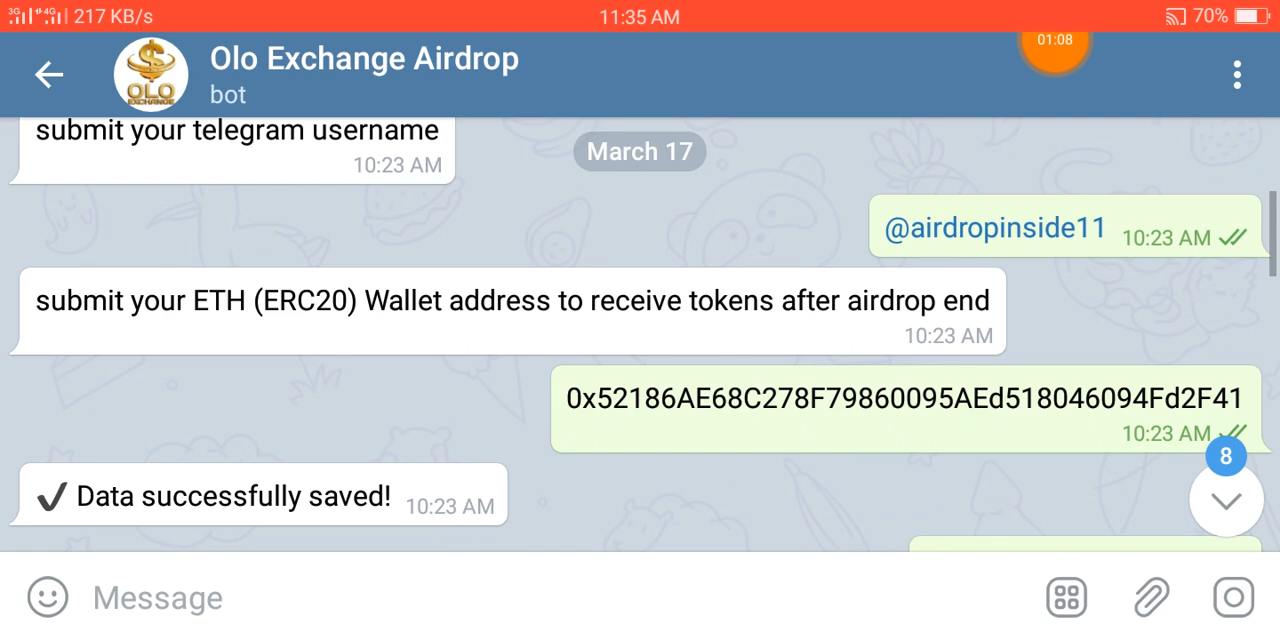 3G 4G 217 KB/s 11:35 AM 70%
01:08
Olo Exchange Airdrop
bot
OLO
EXCHANGE
submit your telegram username
10:23 AM
March 17
@airdropinside11 10:23 AM
submit your ETH (ERC20) Wallet address to receive tokens after airdrop end
10:23 AM
0x52186AE68C278F79860095AEd518046094Fd2F41
10:23 AM
8
✔ Data successfully saved! 10:23 AM
Message